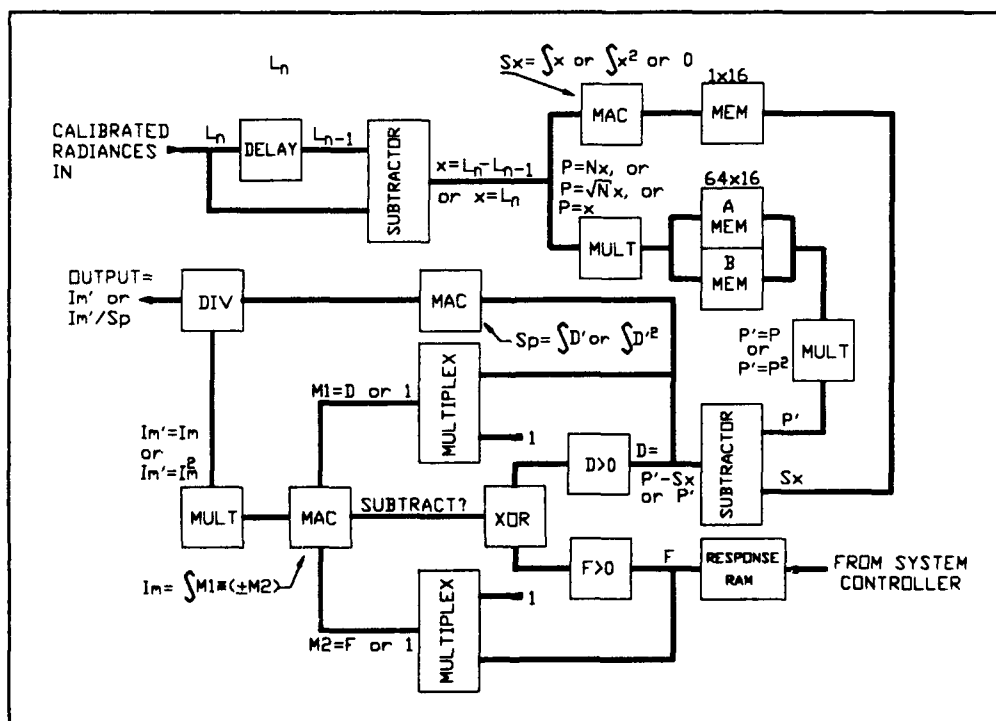 Ln
Sx= ∫x or ∫x² or 0
1x16
MAC
MEM
CALIBRATED
RADIANCES
IN
Ln
DELAY
Ln-1
SUBTRACTOR
x=Ln-Ln-1
or x=Ln
P=Nx, or
P=√N x, or
P=x
MULT
64x16
A
MEM
B
MEM
OUTPUT=
Im' or
Im'/Sp
DIV
MAC
Sp= ∫D' or ∫D'²
P'=P
or
P'=P²
MULT
M1=D or 1
MULTIPLEX
1
Im'=Im
or
Im'=Im²
D>0
D=
P'-Sx
or P'
SUBTRACTOR
P'
Sx
MULT
MAC
SUBTRACT?
XOR
Im= ∫M1*(±M2)
F>0
F
RESPONSE
RAM
FROM SYSTEM
CONTROLLER
M2=F or 1
MULTIPLEX
1